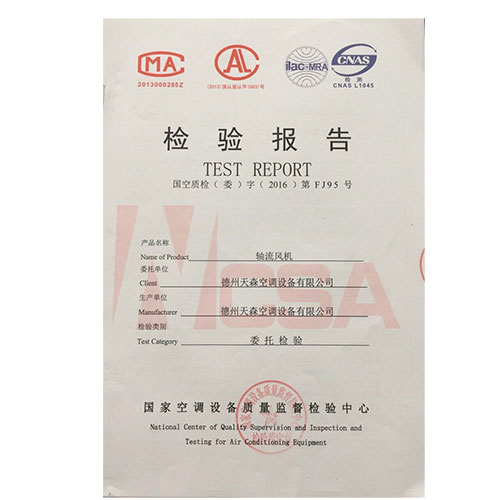 MA
2013000285Z
AL
(2013)国认监认字(083)号
ilac-MRA
CNAS
检测
CNAS L1045
检验报告
TEST REPORT
国空质检(委)字(2016)第FJ95号
产品名称
Name of Product 轴流风机
委托单位
Client 德州天森空调设备有限公司
生产单位
Manufacturer 德州天森空调设备有限公司
检验类别
Test Category 委托检验
CSA
国家空调设备质量监督检验中心
National Center of Quality Supervision and Inspection and
Testing for Air Conditioning Equipment